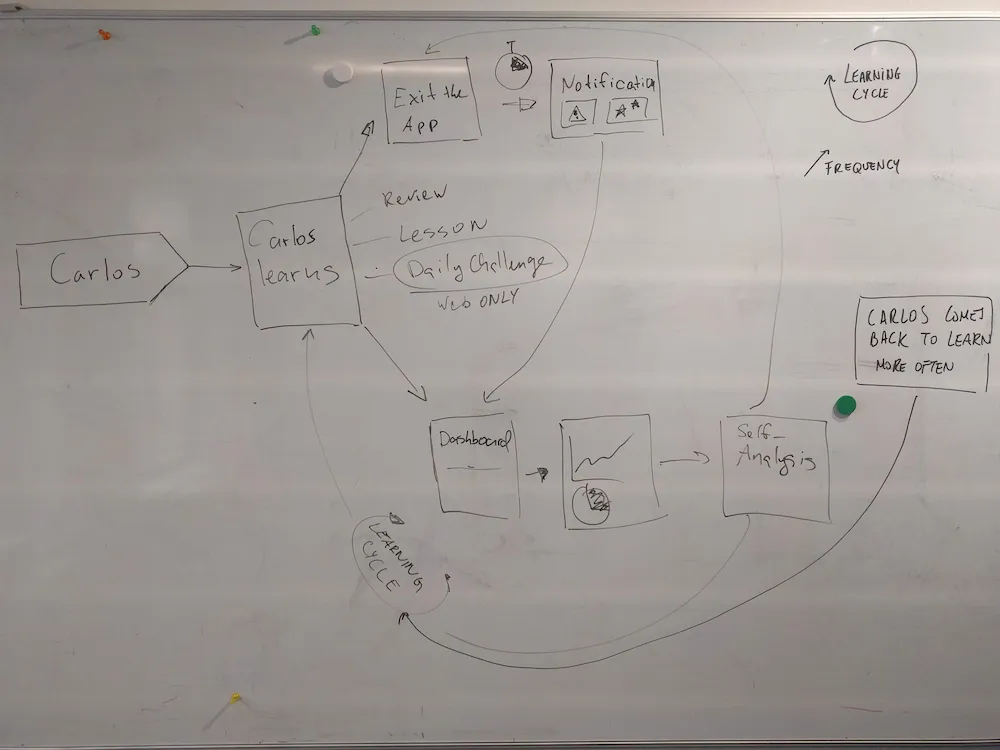 T
Exit the
App
Notification
LEARNING
CYCLE
FREQUENCY
Review
LESSON
Daily Challenge
Web ONLY
Carlos
Carlos
learns
CARLOS COMES
BACK TO LEARN
MORE OFTEN
Dashboard
Self-
Analysis
LEARNING
CYCLE